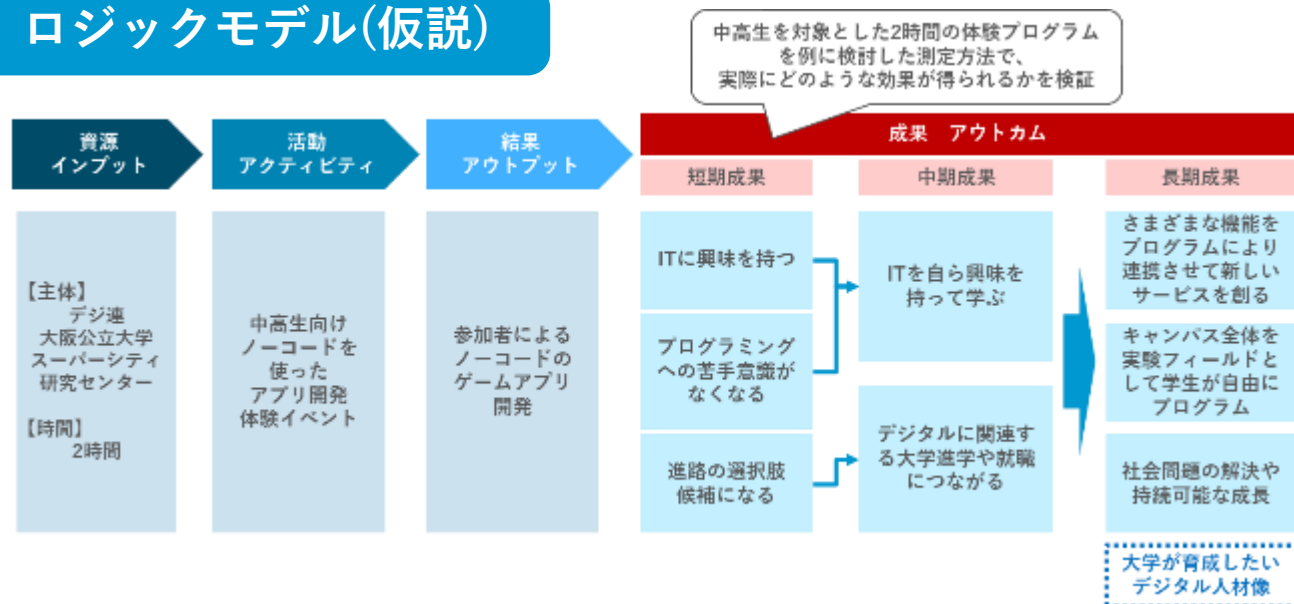 ロジックモデル(仮説)
中高生を対象とした2時間の体験プログラム
を例に検討した測定方法で、
実際にどのような効果が得られるかを検証
資源
インプット
活動
アクティビティ
結果
アウトプット
成果 アウトカム
短期成果
中期成果
長期成果
【主体】
デジ連
大阪公立大学
スーパーシティ
研究センター
【時間】
2時間
中高生向け
ノーコードを
使った
アプリ開発
体験イベント
参加者による
ノーコードの
ゲームアプリ
開発
ITに興味を持つ
プログラミング
への苦手意識が
なくなる
進路の選択肢
候補になる
ITを自ら興味を
持って学ぶ
デジタルに関連す
る大学進学や就職
につながる
さまざまな機能を
プログラムにより
連携させて新しい
サービスを創る
キャンパス全体を
実験フィールドと
して学生が自由に
プログラム
社会問題の解決や
持続可能な成長
大学が育成したい
デジタル人材像